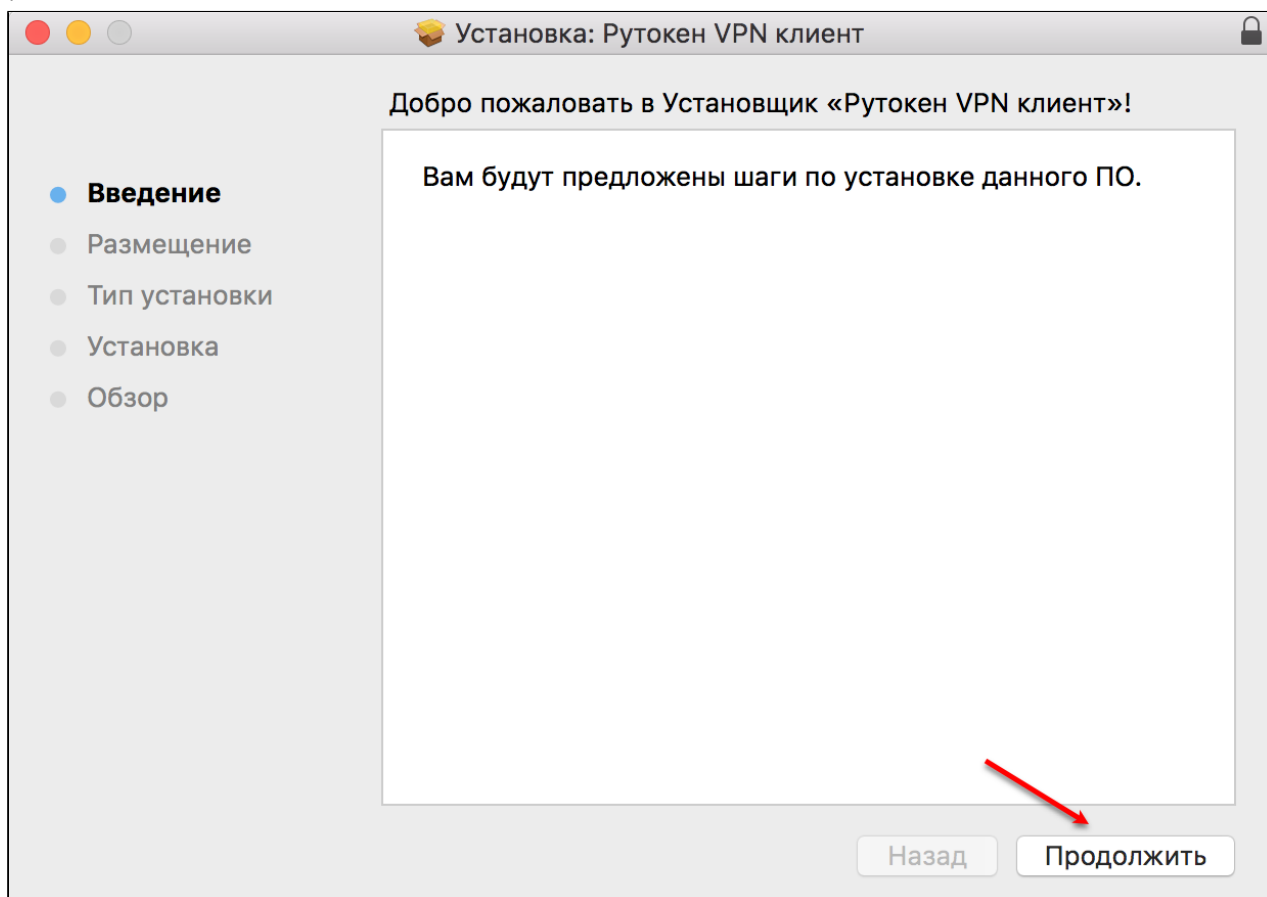 Установка: Рутокен VPN клиент
Добро пожаловать в Установщик «Рутокен VPN клиент»!
Введение
Размещение
Тип установки
Установка
Обзор
Вам будут предложены шаги по установке данного ПО.
Назад
Продолжить